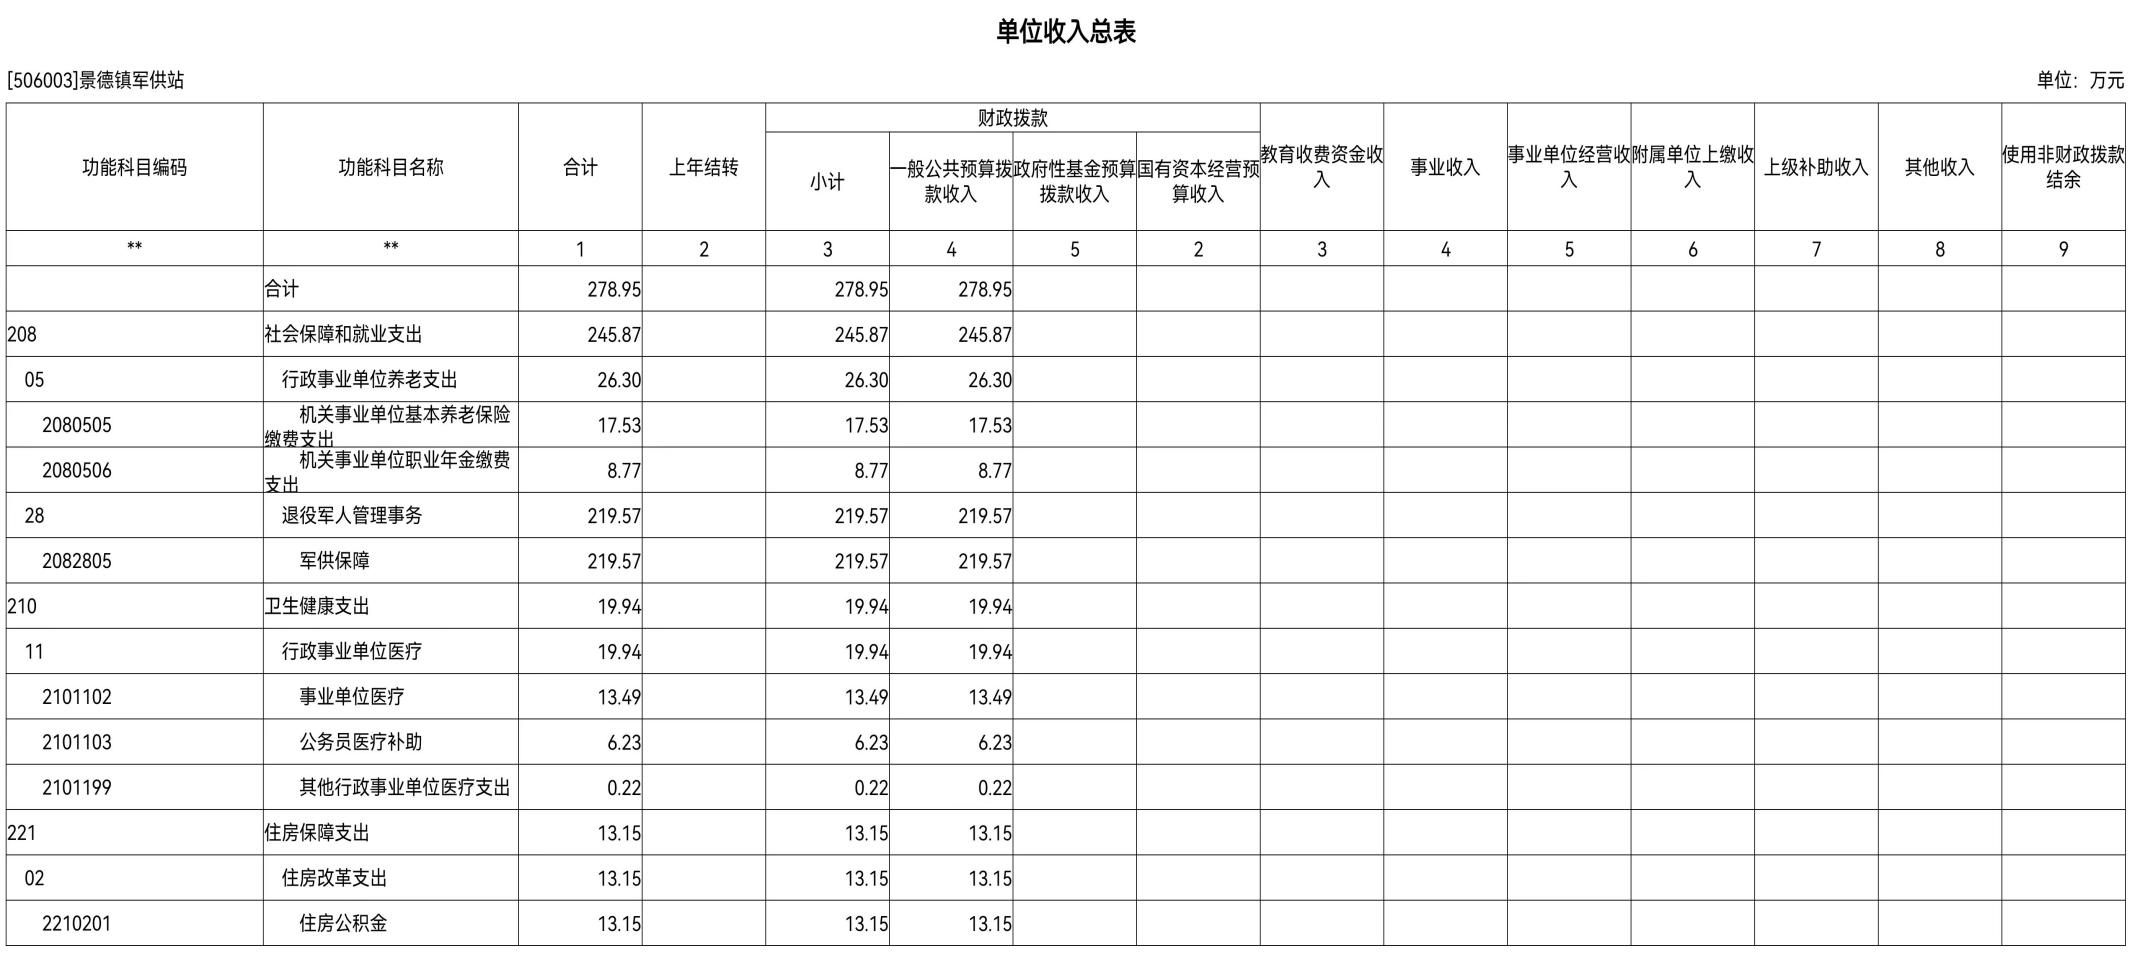 单位收入总表
[506003]景德镇军供站 单位：万元
功能科目编码 功能科目名称 合计 上年结转 财政拨款 教育收费资金收入 事业收入 事业单位经营收入 附属单位上缴收入 上级补助收入 其他收入 使用非财政拨款结余
小计 一般公共预算拨款收入 政府性基金预算拨款收入 国有资本经营预算收入
** ** 1 2 3 4 5 2 3 4 5 6 7 8 9
合计 278.95 278.95 278.95
208 社会保障和就业支出 245.87 245.87 245.87
05 行政事业单位养老支出 26.30 26.30 26.30
2080505 机关事业单位基本养老保险缴费支出 17.53 17.53 17.53
2080506 机关事业单位职业年金缴费支出 8.77 8.77 8.77
28 退役军人管理事务 219.57 219.57 219.57
2082805 军供保障 219.57 219.57 219.57
210 卫生健康支出 19.94 19.94 19.94
11 行政事业单位医疗 19.94 19.94 19.94
2101102 事业单位医疗 13.49 13.49 13.49
2101103 公务员医疗补助 6.23 6.23 6.23
2101199 其他行政事业单位医疗支出 0.22 0.22 0.22
221 住房保障支出 13.15 13.15 13.15
02 住房改革支出 13.15 13.15 13.15
2210201 住房公积金 13.15 13.15 13.15